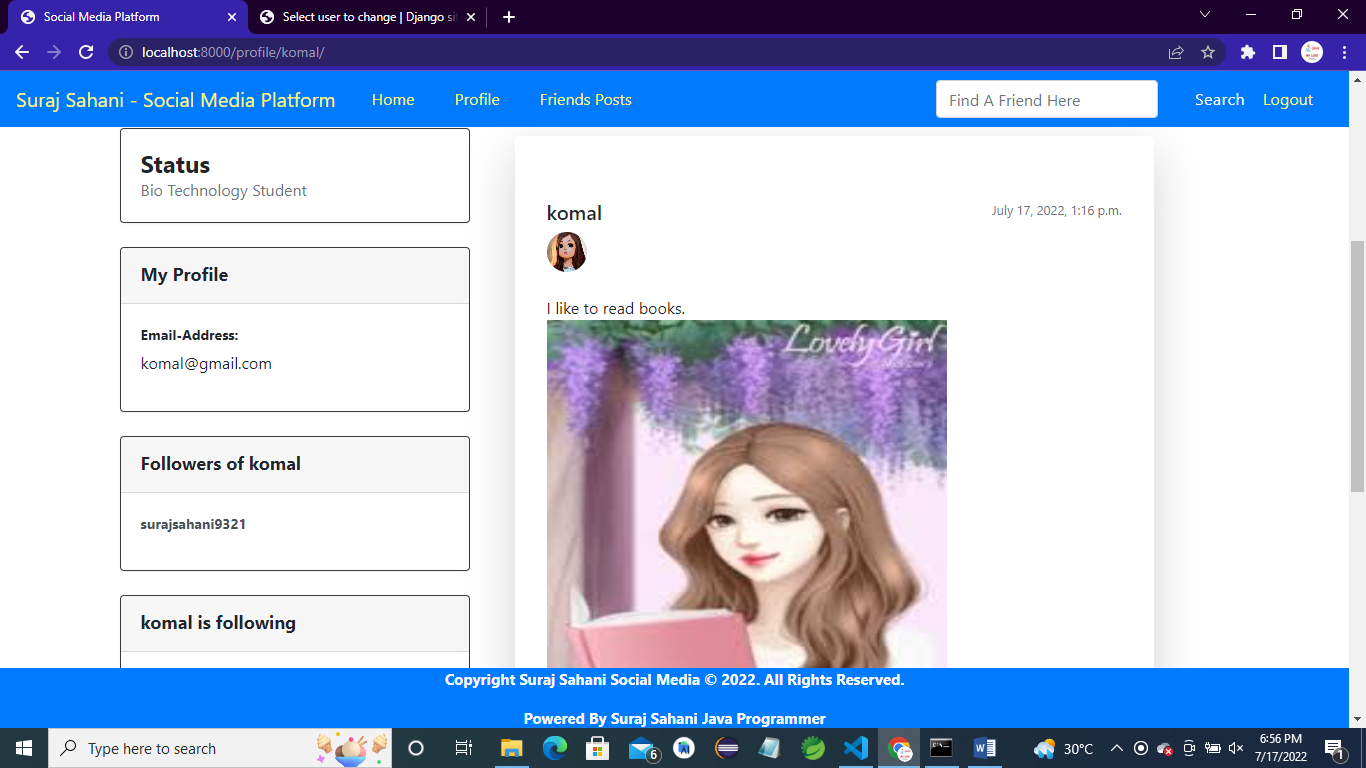 Social Media Platform
Select user to change | Django si
localhost:8000/profile/komal/
Suraj Sahani - Social Media Platform
Home
Profile
Friends Posts
Find A Friend Here
Search
Logout
Status
Bio Technology Student
My Profile
Email-Address:
komal@gmail.com
Followers of komal
surajsahani9321
komal is following
komal
July 17, 2022, 1:16 p.m.
I like to read books.
LovelyGirl
Copyright Suraj Sahani Social Media © 2022. All Rights Reserved.
Powered By Suraj Sahani Java Programmer
Type here to search
6
30°C
6:56 PM
7/17/2022
1